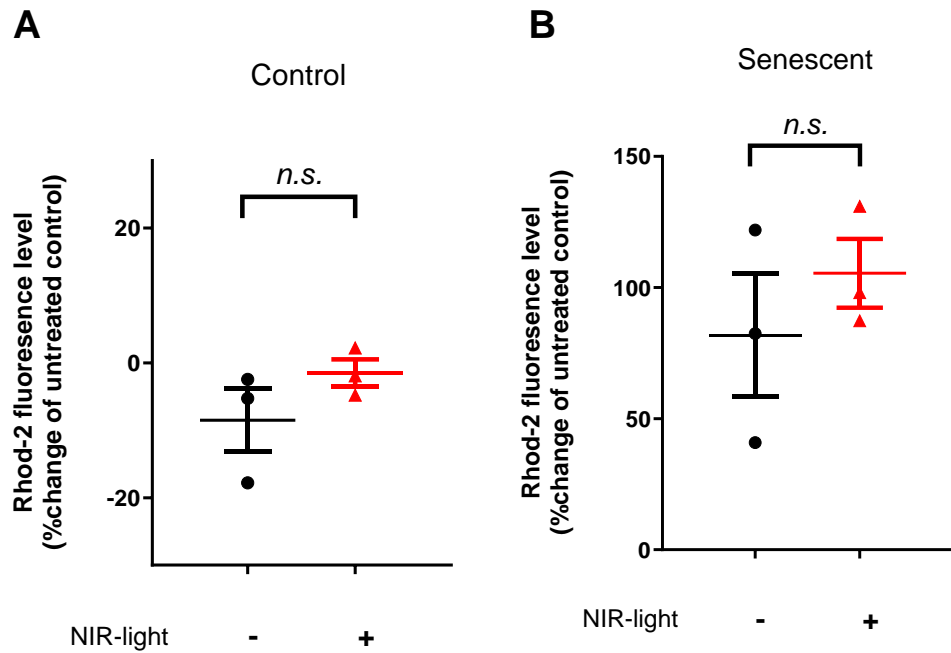 A
Control
n.s.
Rhod-2 fluoresence level
(%change of untreated control)
20
0
-20
NIR-light - +
B
Senescent
n.s.
Rhod-2 fluoresence level
(%change of untreated control)
150
100
50
0
NIR-light - +